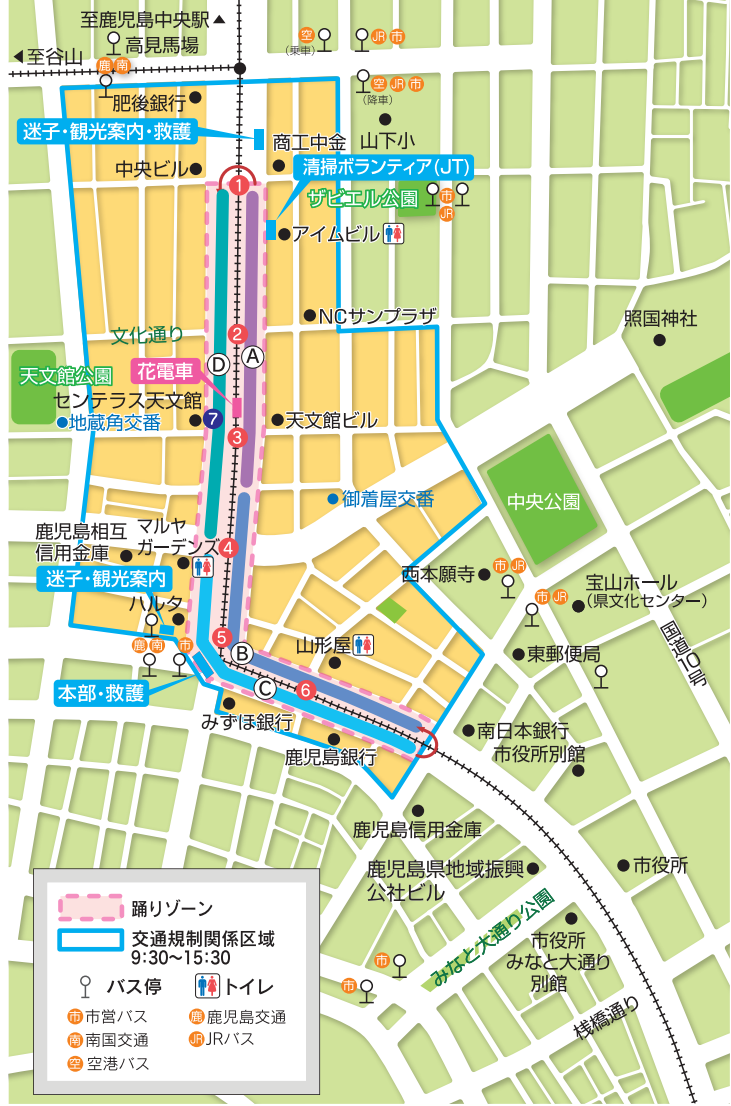 至鹿児島中央駅▲
高見馬場
◀至谷山
鹿 南
空
(乗車)
JR 市
空 JR 市
(降車)
肥後銀行
迷子・観光案内・救護
商工中金
山下小
中央ビル
清掃ボランティア(JT)
1
ザビエル公園
市
JR
アイムビル
NCサンプラザ
照国神社
文化通り
2
D
A
天文館公園
花電車
センテラス天文館
地蔵角交番
7
3
天文館ビル
御着屋交番
中央公園
鹿児島相互
信用金庫
マルヤ
ガーデンズ
4
迷子・観光案内
西本願寺
市 JR
宝山ホール
(県文化センター)
市 JR
ハルタ
鹿 南
市
5
B
山形屋
東郵便局
国道10号
本部・救護
C
6
みずほ銀行
鹿児島銀行
南日本銀行
市役所別館
鹿児島信用金庫
鹿児島県地域振興
公社ビル
市役所
みなと大通り公園
市役所
みなと大通り
別館
市
市
桟橋通り
踊りゾーン
交通規制関係区域
9:30～15:30
バス停
トイレ
市 市営バス
鹿 鹿児島交通
南 南国交通
JR JRバス
空 空港バス